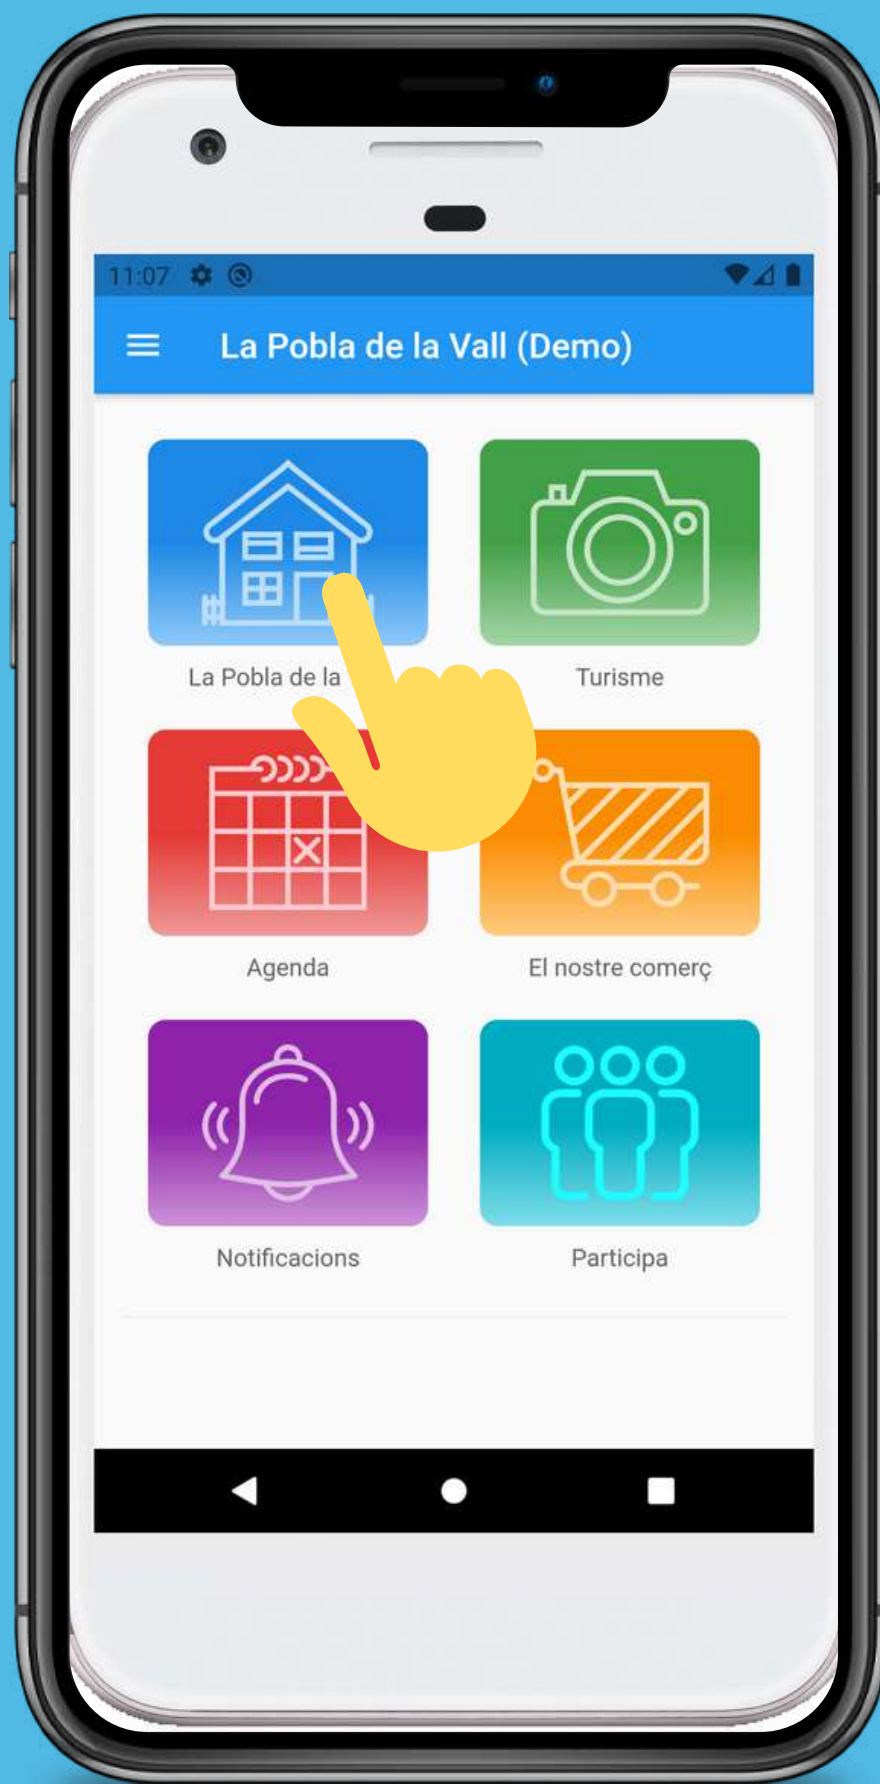 11:07
La Pobla de la Vall (Demo)
La Pobla de la
Turisme
Agenda
El nostre comerç
Notificacions
Participa